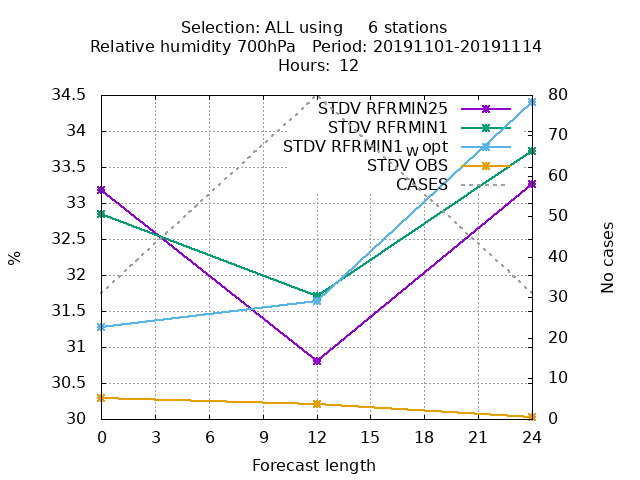 Selection: ALL using 6 stations
Relative humidity 700hPa Period: 20191101-20191114
Hours: 12
34.5
34
33.5
33
32.5
32
31.5
31
30.5
30
%
STDV RFRMIN25
STDV RFRMIN1
STDV RFRMIN1 W opt
STDV OBS
CASES
80
70
60
50
40
30
20
10
0
No cases
0 3 6 9 12 15 18 21 24
Forecast length